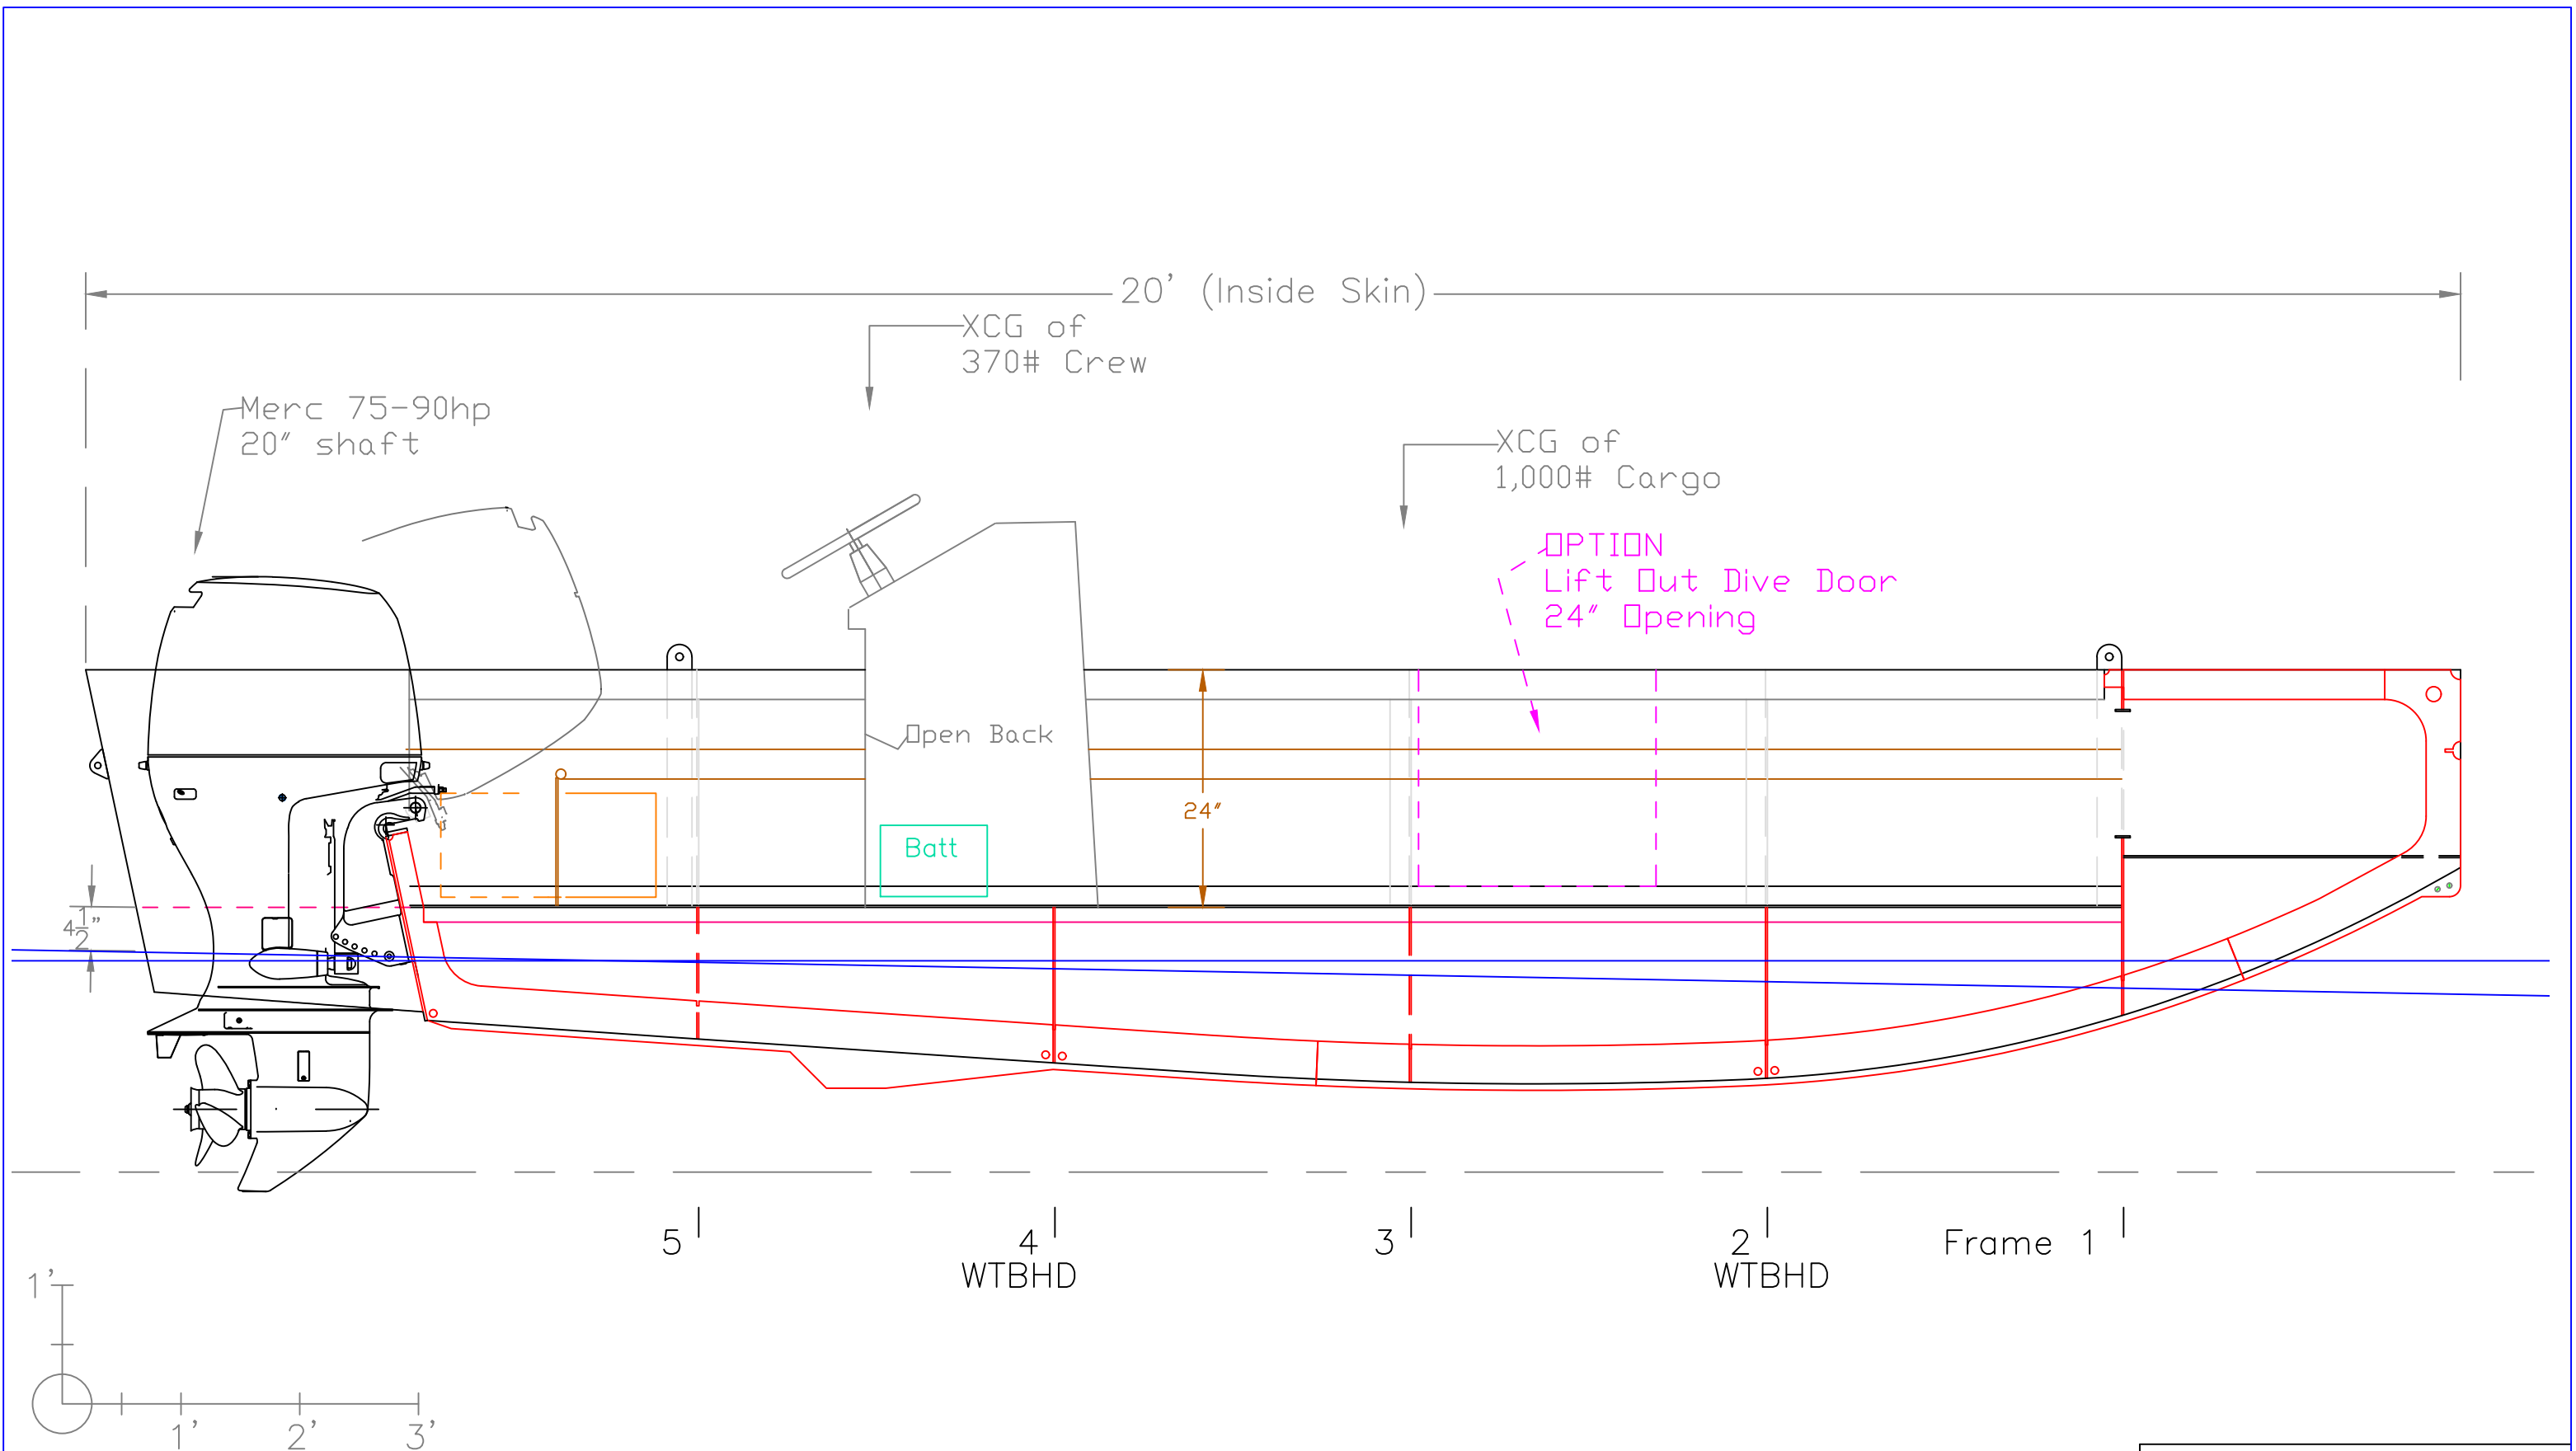 20' (Inside Skin)
XCG of
370# Crew
Merc 75-90hp
20" shaft
XCG of
1,000# Cargo
OPTION
Lift Out Dive Door
24" Opening
Open Back
24"
Batt
4 1/2"
5
4
WTBHD
3
2
WTBHD
Frame 1
1'
1'
2'
3'